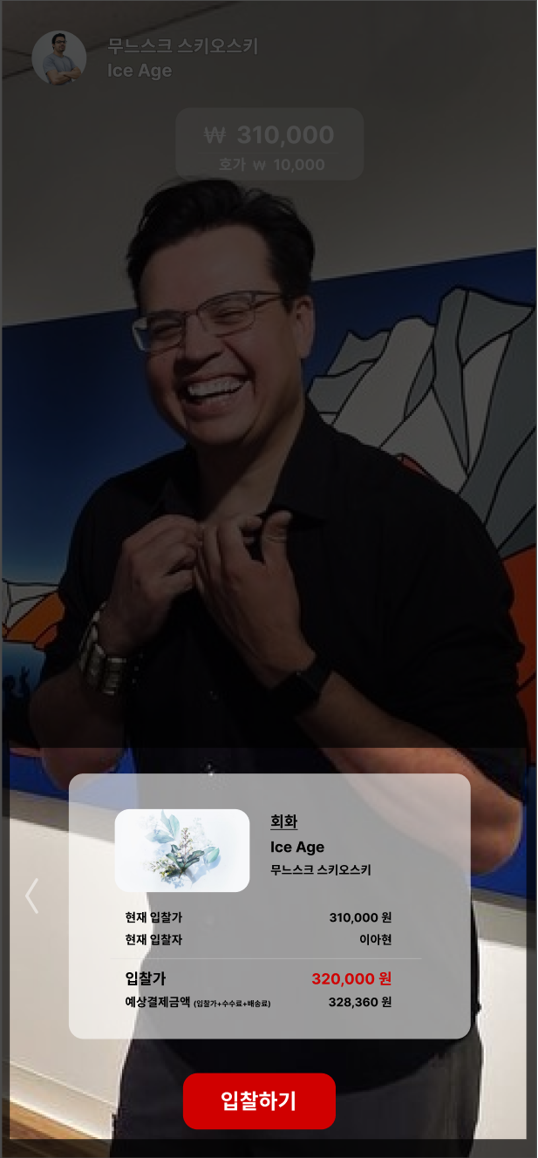 무느스크 스키오스키
Ice Age
₩ 310,000
호가 ₩ 10,000
회화
Ice Age
무느스크 스키오스키
현재 입찰가 310,000 원
현재 입찰자 이아현
입찰가 320,000 원
예상결제금액 (입찰가+수수료+배송료) 328,360 원
입찰하기